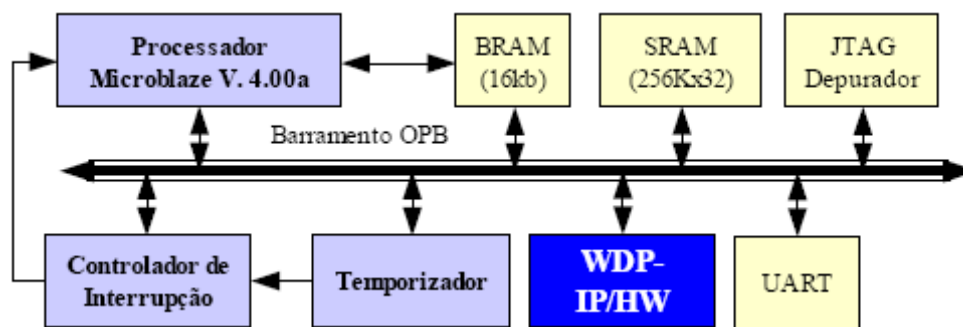 Processador
Microblaze V. 4.00a
BRAM
(16kb)
SRAM
(256Kx32)
JTAG
Depurador
Barramento OPB
Controlador de
Interrupção
Temporizador
WDP-
IP/HW
UART